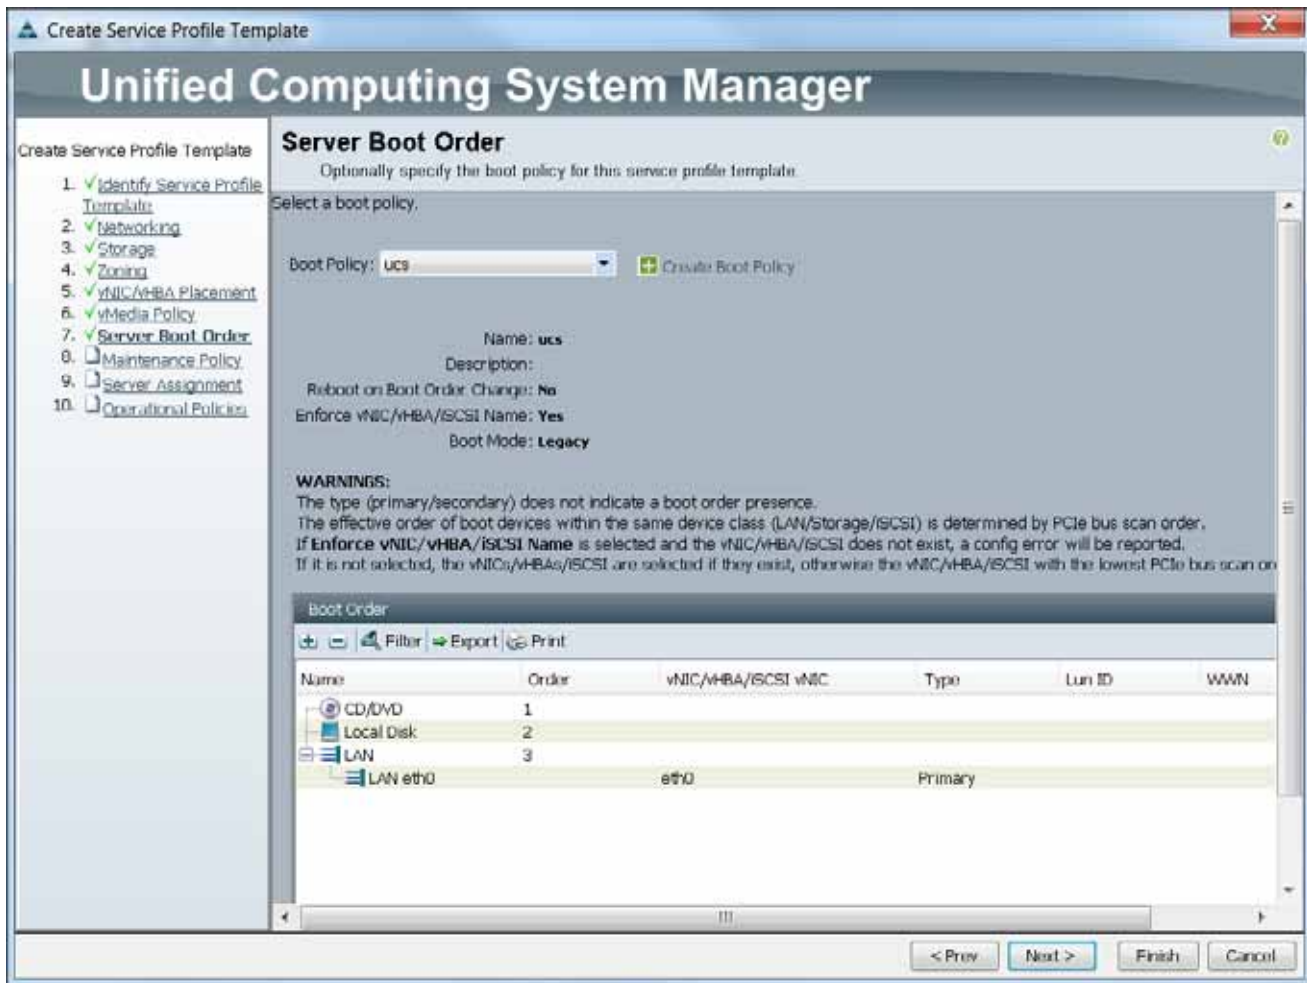 Create Service Profile Template
Unified Computing System Manager
Create Service Profile Template
1. Identify Service Profile
Template
2. Networking
3. Storage
4. Zoning
5. vNIC/vHBA Placement
6. vMedia Policy
7. Server Boot Order
8. Maintenance Policy
9. Server Assignment
10. Operational Policies
Server Boot Order
Optionally specify the boot policy for this service profile template.
Select a boot policy.
Boot Policy: ucs
Create Boot Policy
Name: ucs
Description:
Reboot on Boot Order Change: No
Enforce vNIC/vHBA/iSCSI Name: Yes
Boot Mode: Legacy
WARNINGS:
The type (primary/secondary) does not indicate a boot order presence.
The effective order of boot devices within the same device class (LAN/Storage/iSCSI) is determined by PCIe bus scan order.
If Enforce vNIC/vHBA/iSCSI Name is selected and the vNIC/vHBA/iSCSI does not exist, a config error will be reported.
If it is not selected, the vNICs/vHBAs/iSCSI are selected if they exist, otherwise the vNIC/vHBA/iSCSI with the lowest PCIe bus scan or
Boot Order
Filter Export Print
Name Order vNIC/vHBA/iSCSI vNIC Type Lun ID WWN
CD/DVD 1
Local Disk 2
LAN 3
LAN eth0 eth0 Primary
< Prev Next > Finish Cancel